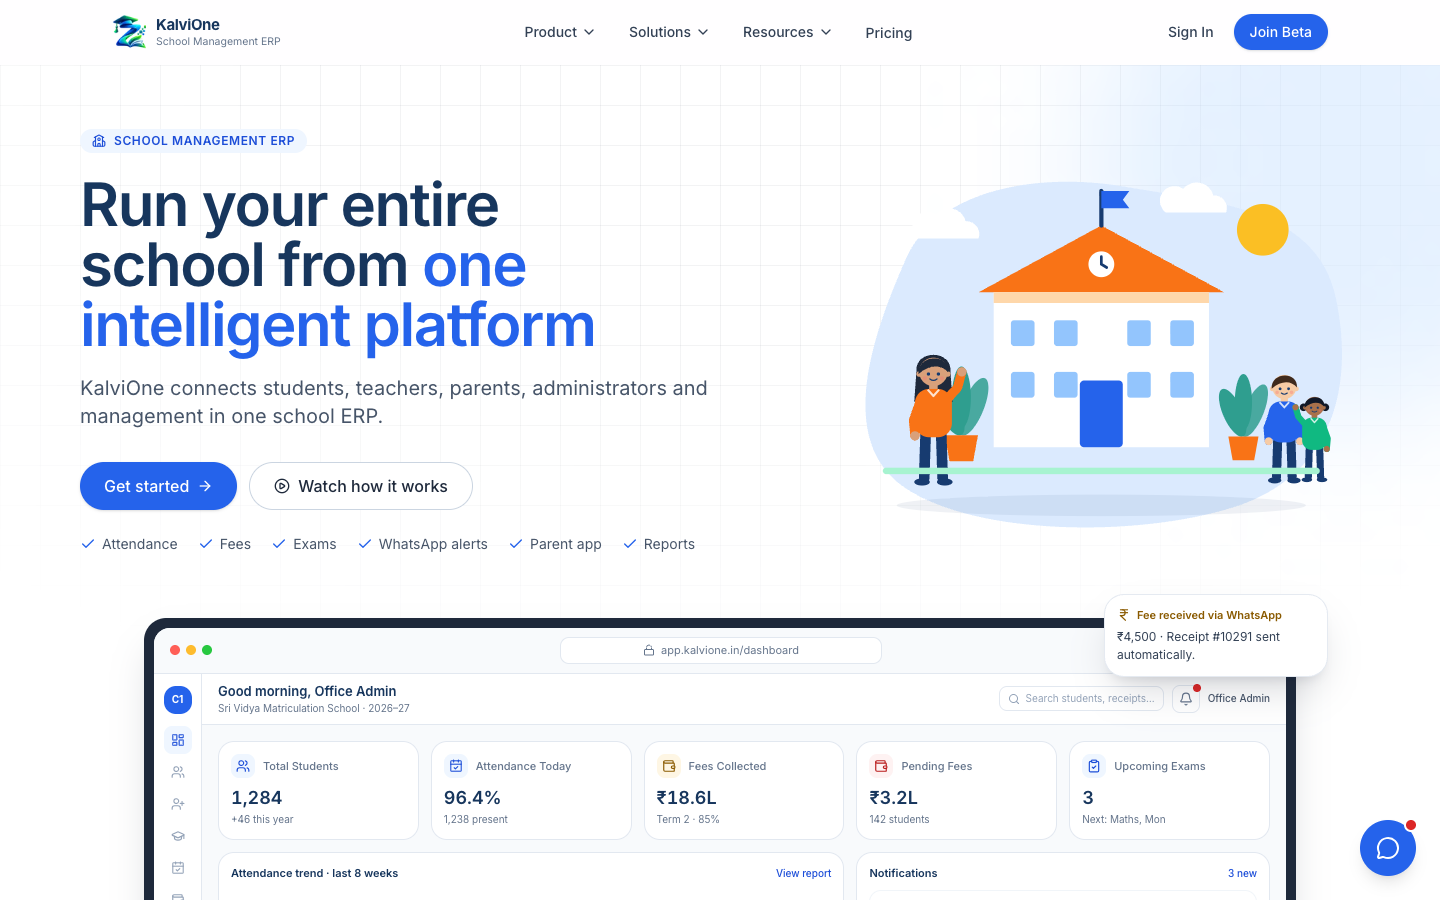 KalviOne
School Management ERP
Product
Solutions
Resources
Pricing
Sign In
Join Beta
SCHOOL MANAGEMENT ERP
Run your entire
school from one
intelligent platform
KalviOne connects students, teachers, parents, administrators and
management in one school ERP.
Get started
Watch how it works
Attendance
Fees
Exams
WhatsApp alerts
Parent app
Reports
₹ Fee received via WhatsApp
₹4,500 · Receipt #10291 sent
automatically.
app.kalvione.in/dashboard
C1
Good morning, Office Admin
Sri Vidya Matriculation School · 2026–27
Search students, receipts...
Office Admin
Total Students
1,284
+46 this year
Attendance Today
96.4%
1,238 present
Fees Collected
₹18.6L
Term 2 · 85%
Pending Fees
₹3.2L
142 students
Upcoming Exams
3
Next: Maths, Mon
Attendance trend · last 8 weeks
View report
Notifications
3 new